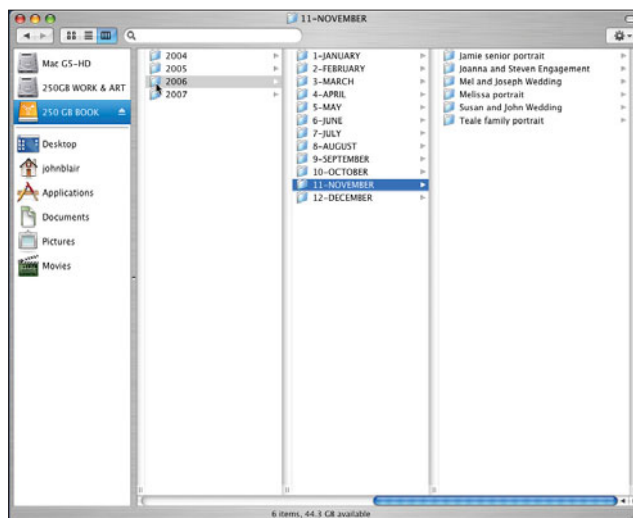 11-NOVEMBER
Mac G5-HD
250GB WORK & ART
250 GB BOOK
Desktop
johnblair
Applications
Documents
Pictures
Movies
2004
2005
2006
2007
1-JANUARY
2-FEBRUARY
3-MARCH
4-APRIL
5-MAY
6-JUNE
7-JULY
8-AUGUST
9-SEPTEMBER
10-OCTOBER
11-NOVEMBER
12-DECEMBER
Jamie senior portrait
Joanna and Steven Engagement
Mel and Joseph Wedding
Melissa portrait
Susan and John Wedding
Teale family portrait
6 items, 44.3 GB available